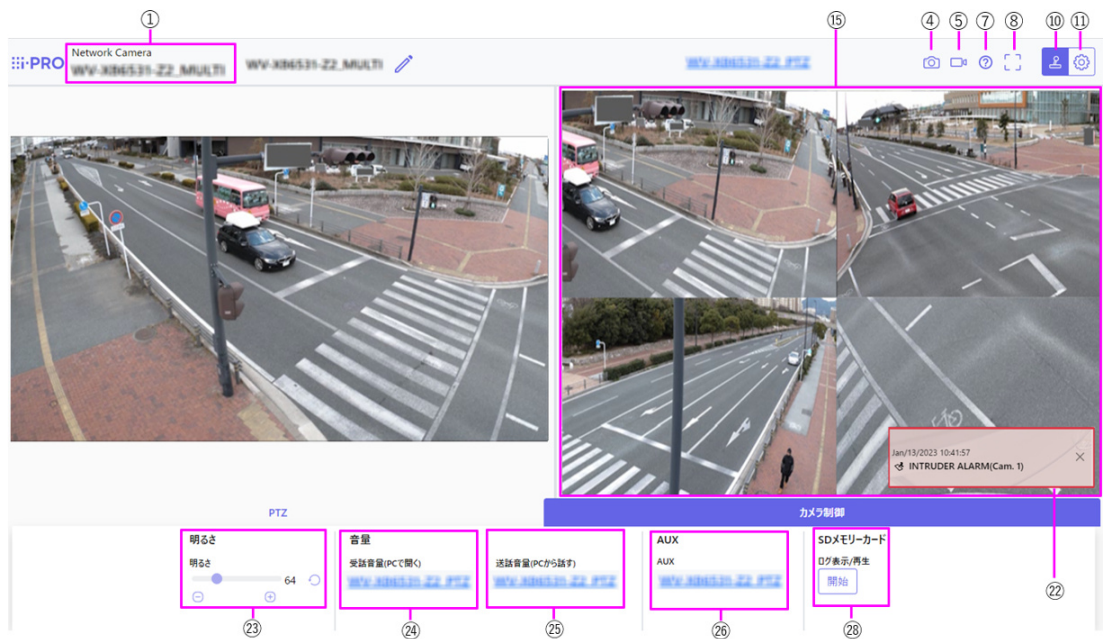 ① ⑮ ④ ⑤ ⑦ ⑧ ⑩ ⑪
i-PRO
Network Camera
WV-X86531-Z2_MULTI
WV-X86531-Z2_MULTI
WV-X86531-Z2_PTZ
Jan/13/2023 10:41:57
INTRUDER ALARM(Cam. 1)
PTZ
カメラ制御
明るさ
明るさ
64
音量
受話音量(PCで聞く)
WV-X86531-Z2_PTZ
送話音量(PCから話す)
WV-X86531-Z2_PTZ
AUX
AUX
WV-X86531-Z2_PTZ
SDメモリーカード
ログ表示/再生
開始
㉒
㉓ ㉔ ㉕ ㉖ ㉘